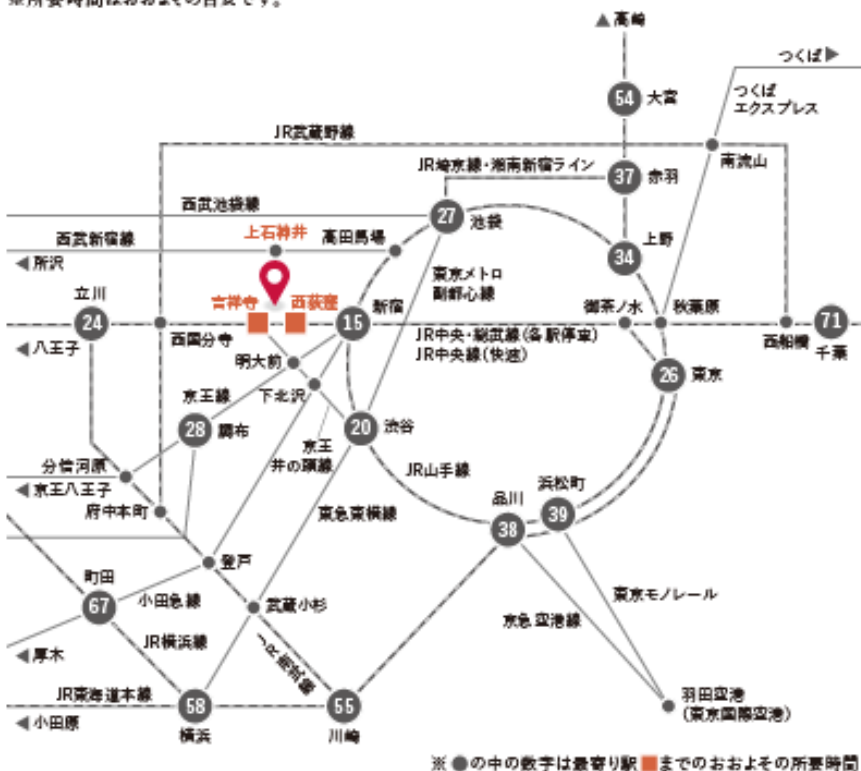 ※所要時間はおおよその目安です。
▲高崎
つくば▶
54 大宮
つくば
エクスプレス
JR武蔵野線
南流山
JR埼京線・湘南新宿ライン
37 赤羽
西武池袋線
27 池袋
西武新宿線
上石神井
高田馬場
上野
34
◀所沢
東京メトロ
副都心線
立川
吉祥寺
西荻窪
新宿
御茶ノ水
秋葉原
24
15
71
西国分寺
JR中央・総武線(各駅停車)
西船橋
千葉
◀八王子
JR中央線(快速)
明大前
26 東京
京王線
下北沢
28 調布
20 渋谷
京王
井の頭線
分倍河原
JR山手線
◀京王八王子
浜松町
品川
府中本町
東急東横線
39
38
登戸
町田
小田急線
東京モノレール
67
武蔵小杉
京急空港線
JR横浜線
◀厚木
JR南武線
JR東海道本線
58
55
羽田空港
(東京国際空港)
◀小田原
横浜
川崎
※●の中の数字は最寄り駅■までのおおよその所要時間